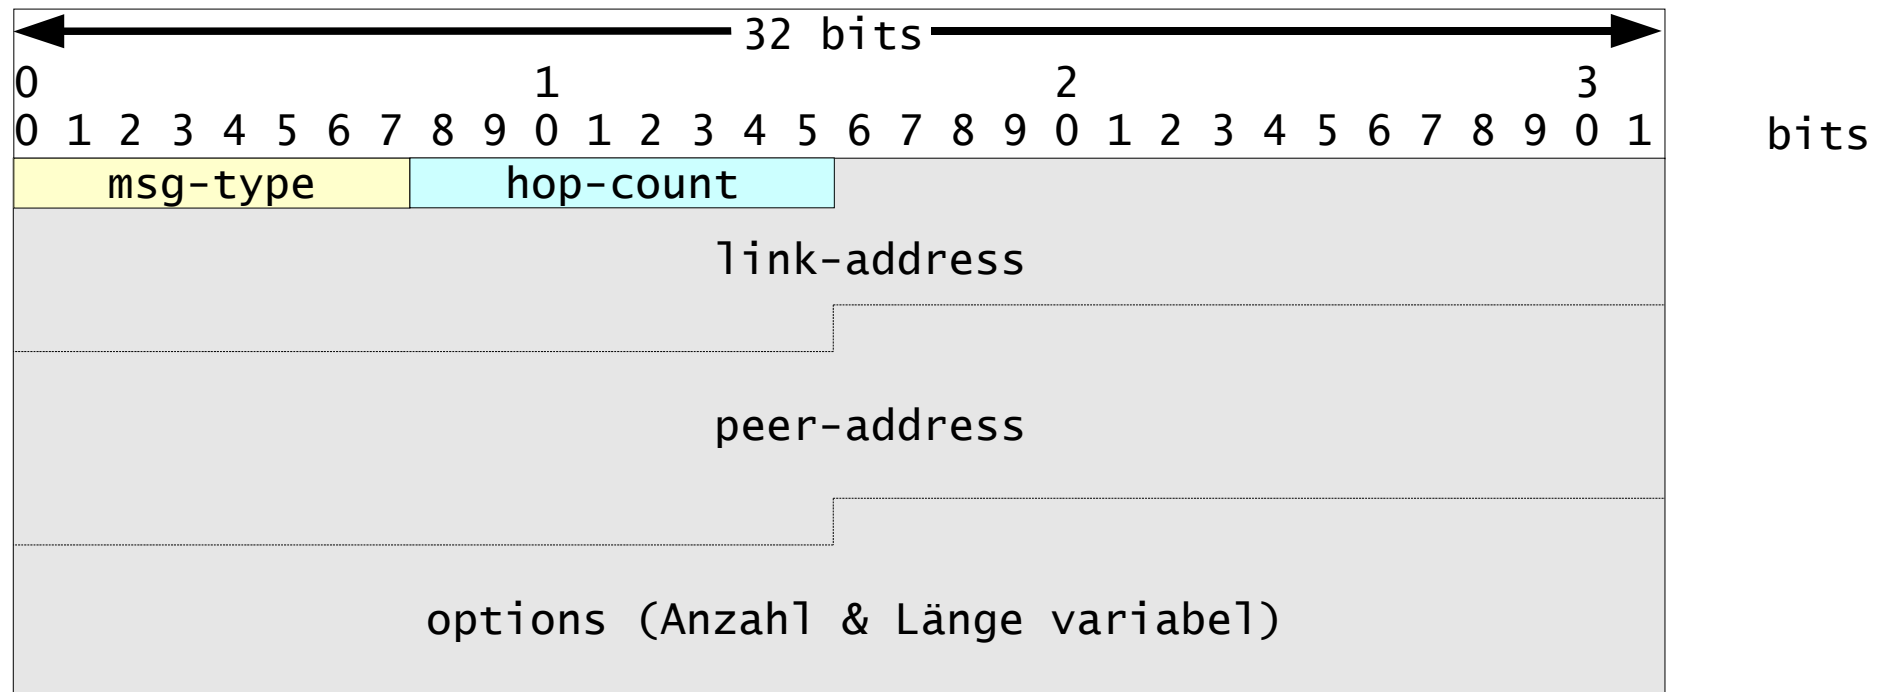 32 bits
0 1 2 3
0 1 2 3 4 5 6 7 8 9 0 1 2 3 4 5 6 7 8 9 0 1 2 3 4 5 6 7 8 9 0 1 bits
msg-type hop-count
link-address
peer-address
options (Anzahl & Länge variabel)